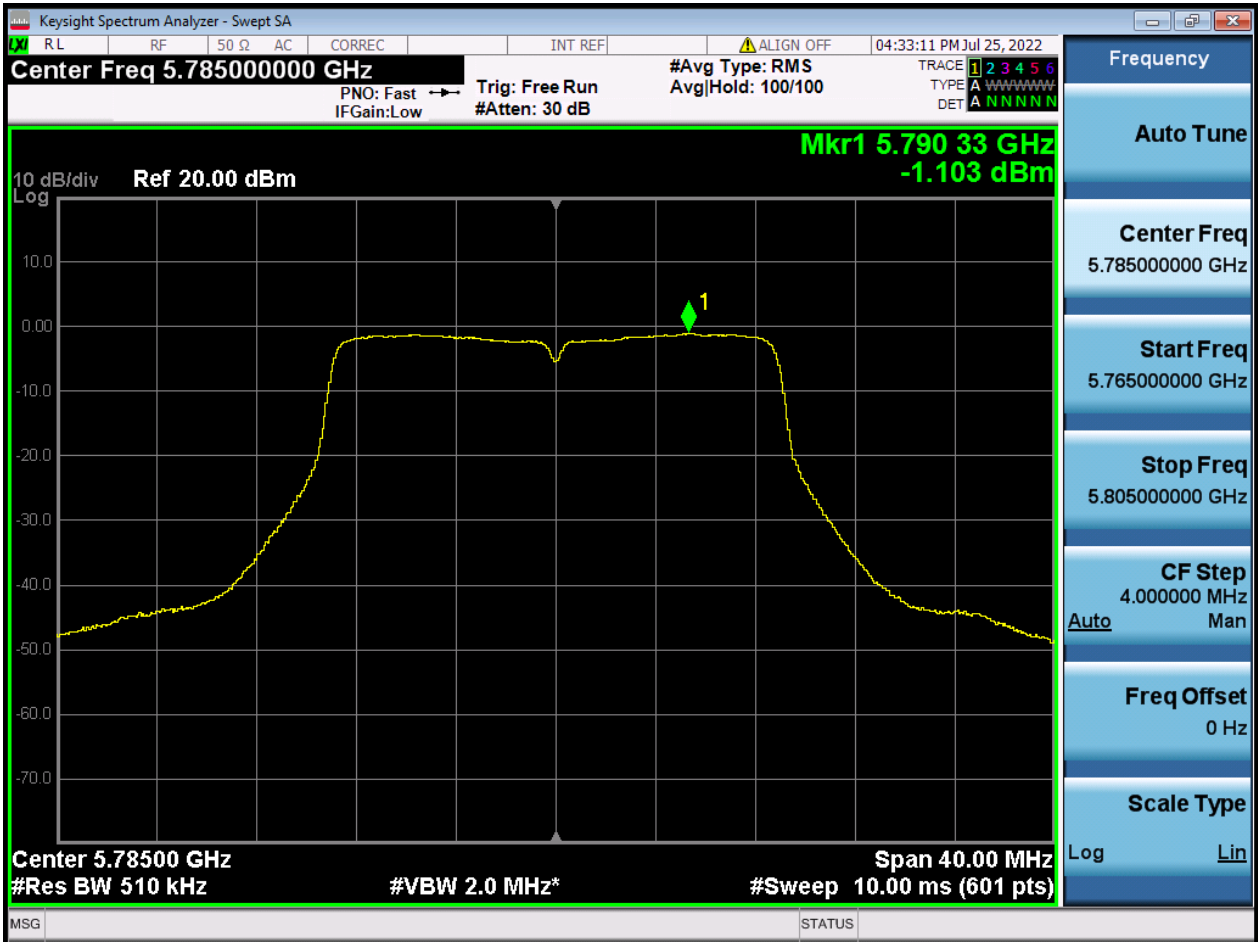 Keysight Spectrum Analyzer - Swept SA
LXI RL RF 50 Ω AC CORREC INT REF ALIGN OFF 04:33:11 PM Jul 25, 2022
Center Freq 5.785000000 GHz
PNO: Fast
IFGain:Low
Trig: Free Run
#Atten: 30 dB
#Avg Type: RMS
Avg|Hold: 100/100
TRACE 1 2 3 4 5 6
TYPE A WWWWW
DET A N N N N N
Mkr1 5.790 33 GHz
-1.103 dBm
10 dB/div Ref 20.00 dBm
Log
1
10.0
0.00
-10.0
-20.0
-30.0
-40.0
-50.0
-60.0
-70.0
Center 5.78500 GHz Span 40.00 MHz
#Res BW 510 kHz #VBW 2.0 MHz* #Sweep 10.00 ms (601 pts)
MSG STATUS
Frequency
Auto Tune
Center Freq
5.785000000 GHz
Start Freq
5.765000000 GHz
Stop Freq
5.805000000 GHz
CF Step
4.000000 MHz
Auto Man
Freq Offset
0 Hz
Scale Type
Log Lin